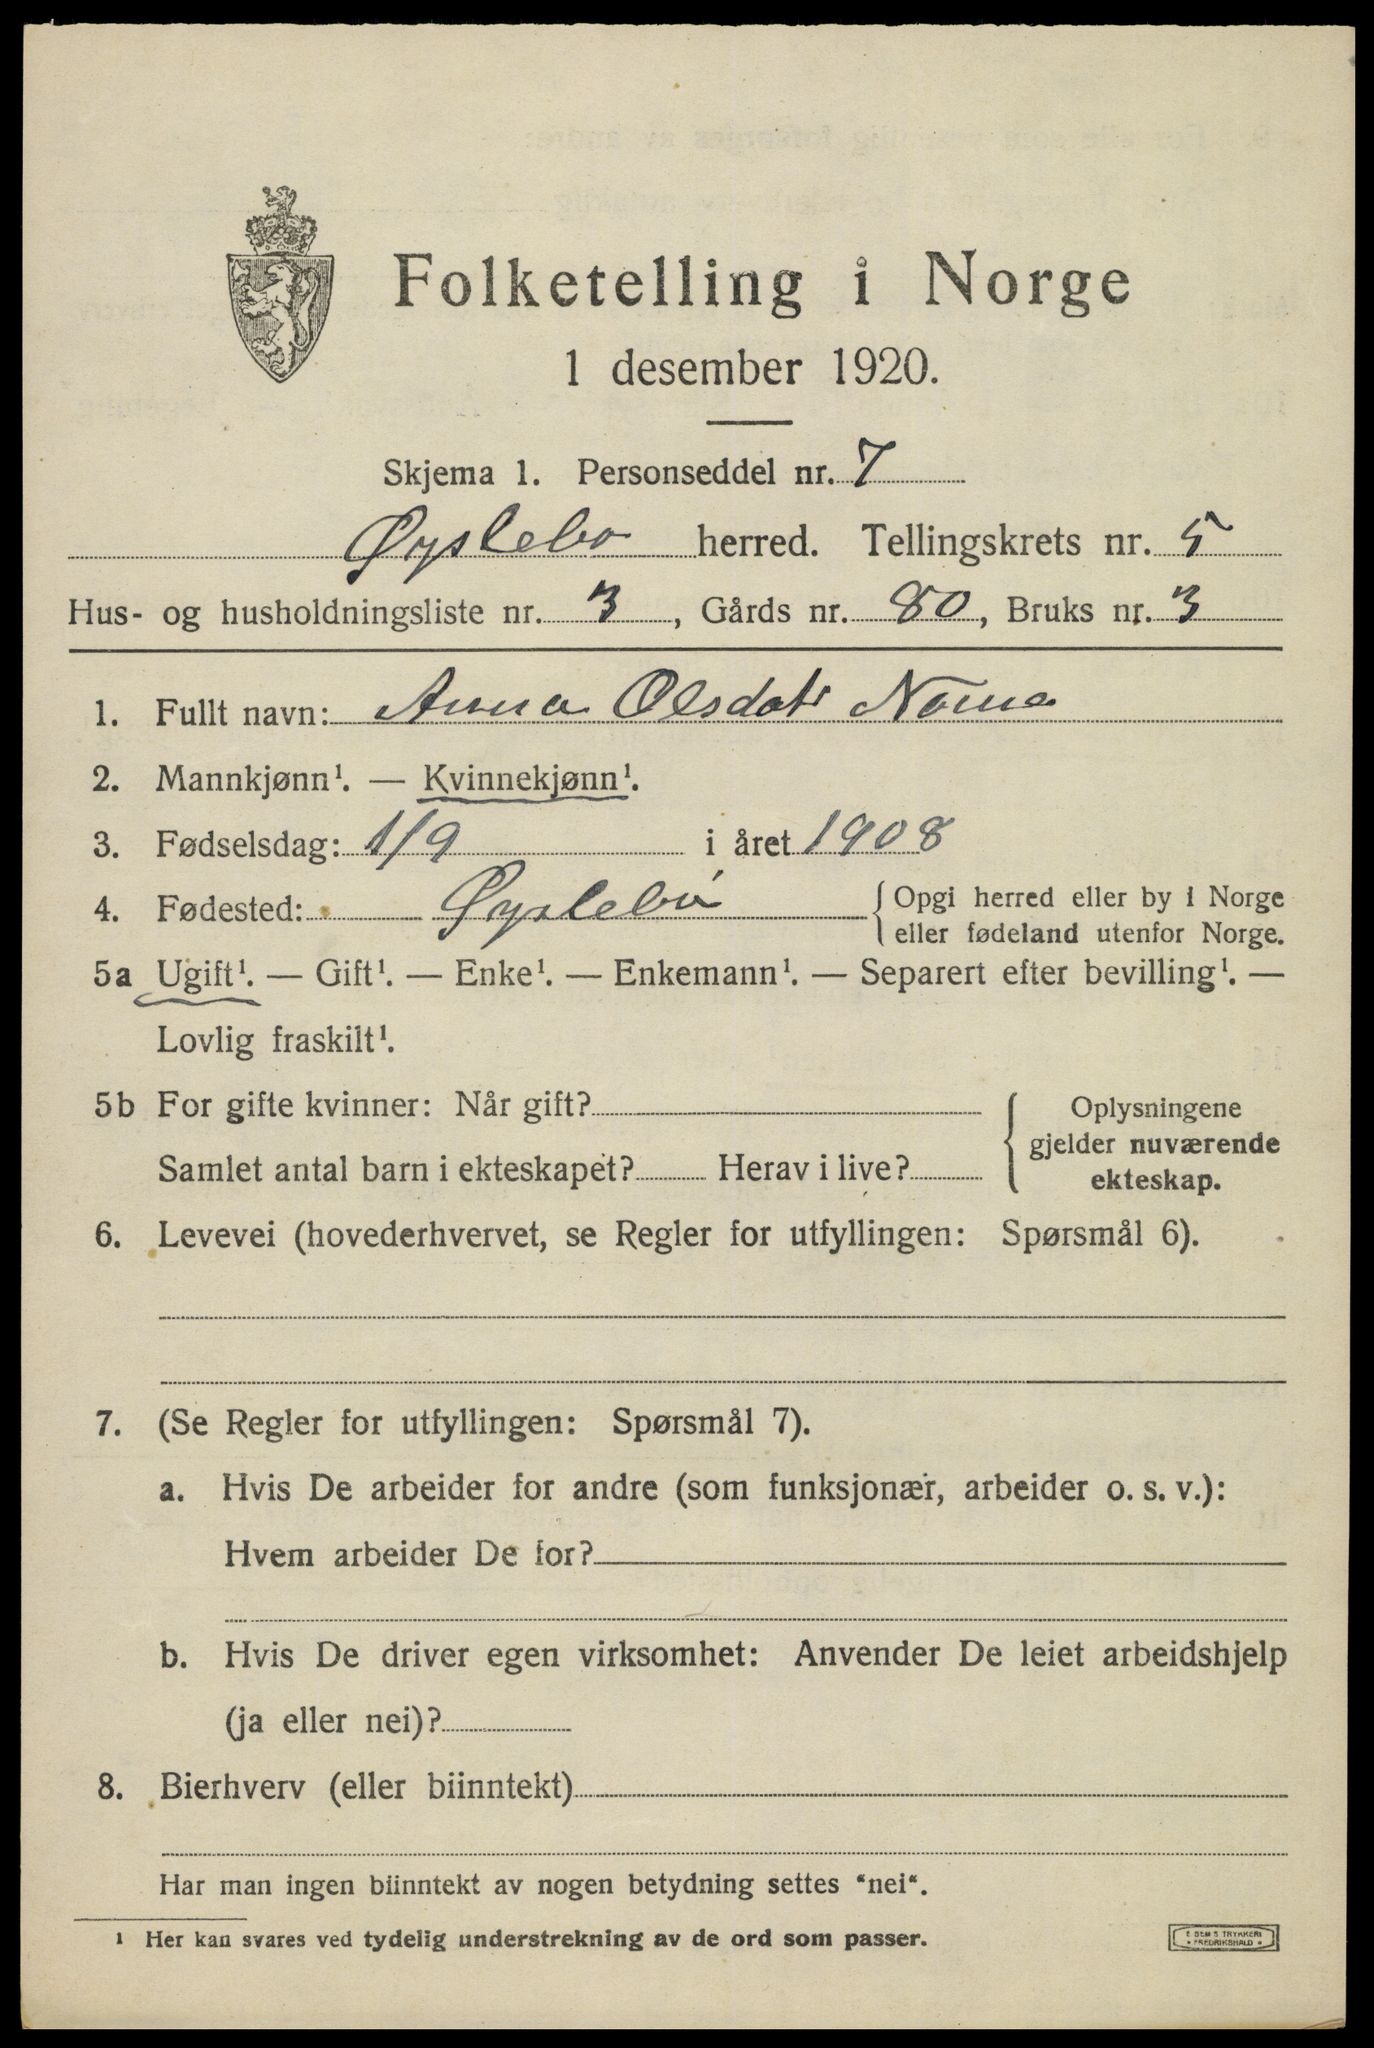 Folketelling i Norge
1 desember 1920.
Skjema 1. Personseddel nr. 7
Øyslebø herred. Tellingskrets nr. 5
Hus- og husholdningsliste nr. 3, Gårds nr. 80, Bruks nr. 3
1. Fullt navn: Anna Olsdatr Nome
2. Mannkjønn¹. — Kvinnekjønn¹.
3. Fødselsdag: 1/9 i året 1908
4. Fødested: Øyslebø { Opgi herred eller by i Norge
eller fødeland utenfor Norge.
5a Ugift¹. — Gift¹. — Enke¹. — Enkemann¹. — Separert efter bevilling¹. —
Lovlig fraskilt¹.
5b For gifte kvinner: Når gift? { Oplysningene
gjelder nuværende
Samlet antal barn i ekteskapet? Herav i live? ekteskap.
6. Levevei (hovederhvervet, se Regler for utfyllingen: Spørsmål 6).
7. (Se Regler for utfyllingen: Spørsmål 7).
a. Hvis De arbeider for andre (som funksjonær, arbeider o. s. v.):
Hvem arbeider De for?
b. Hvis De driver egen virksomhet: Anvender De leiet arbeidshjelp
(ja eller nei)?
8. Bierhverv (eller biinntekt)
Har man ingen biinntekt av nogen betydning settes "nei".
¹ Her kan svares ved tydelig understrekning av de ord som passer.
E SEM S TRYKKERI
• FREDRIKSHALD •